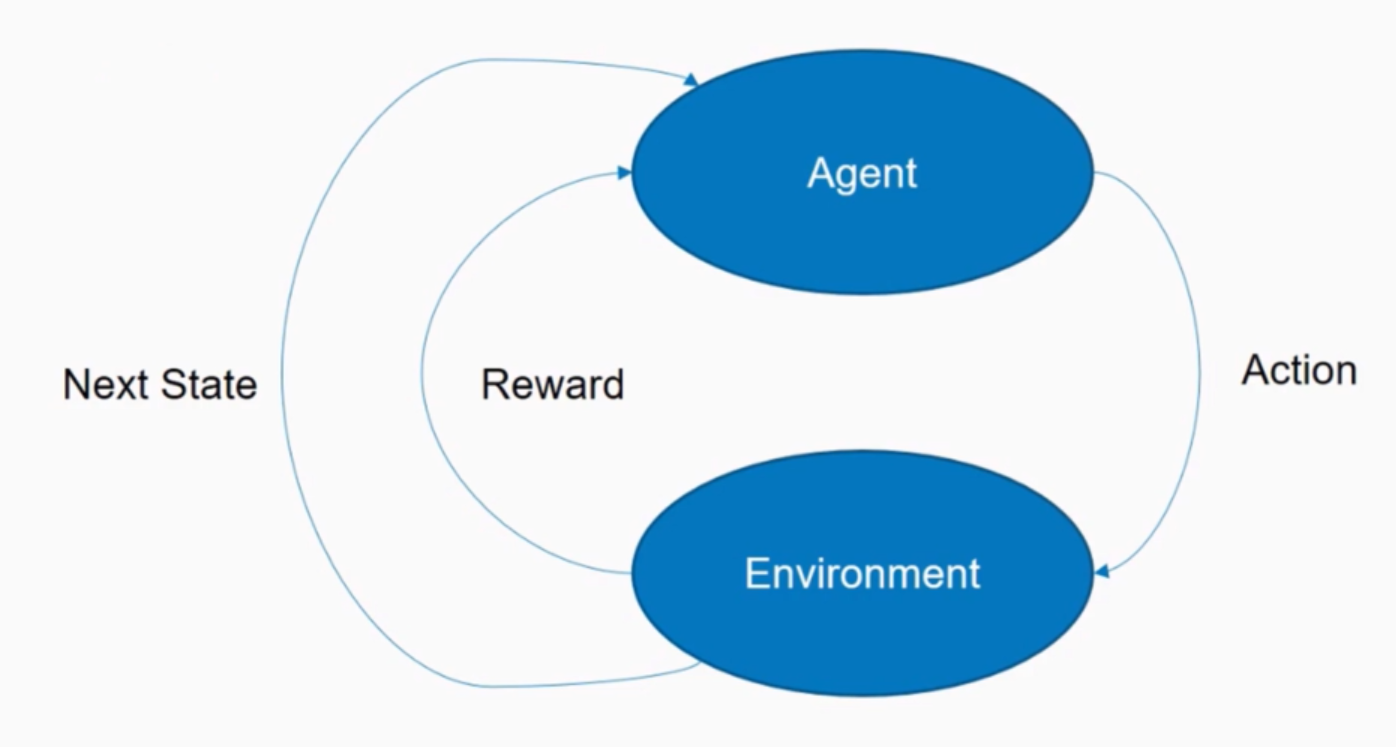 Agent
Next State
Reward
Action
Environment